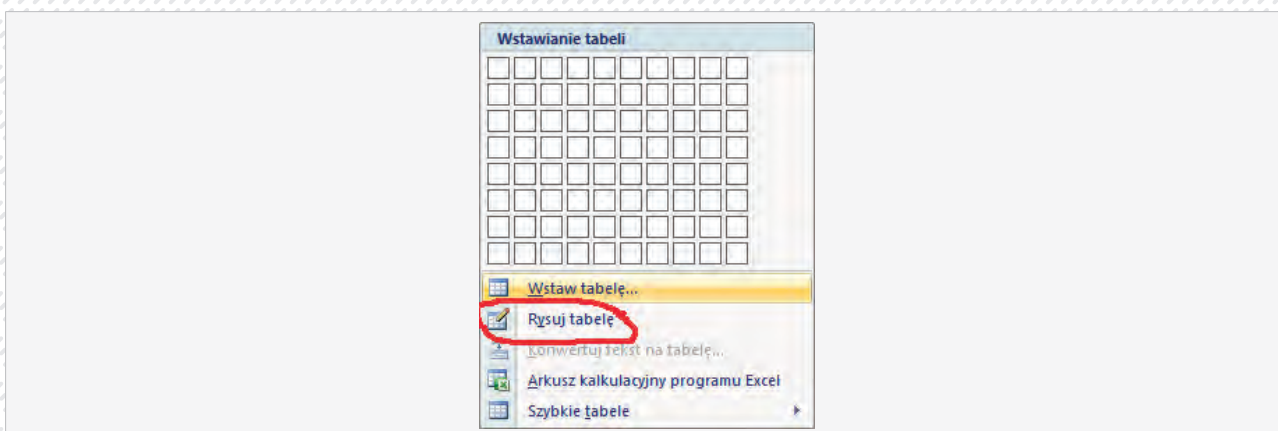 Wstawianie tabeli
Wstaw tabelę...
Rysuj tabelę
Konwertuj tekst na tabelę...
Arkusz kalkulacyjny programu Excel
Szybkie tabele